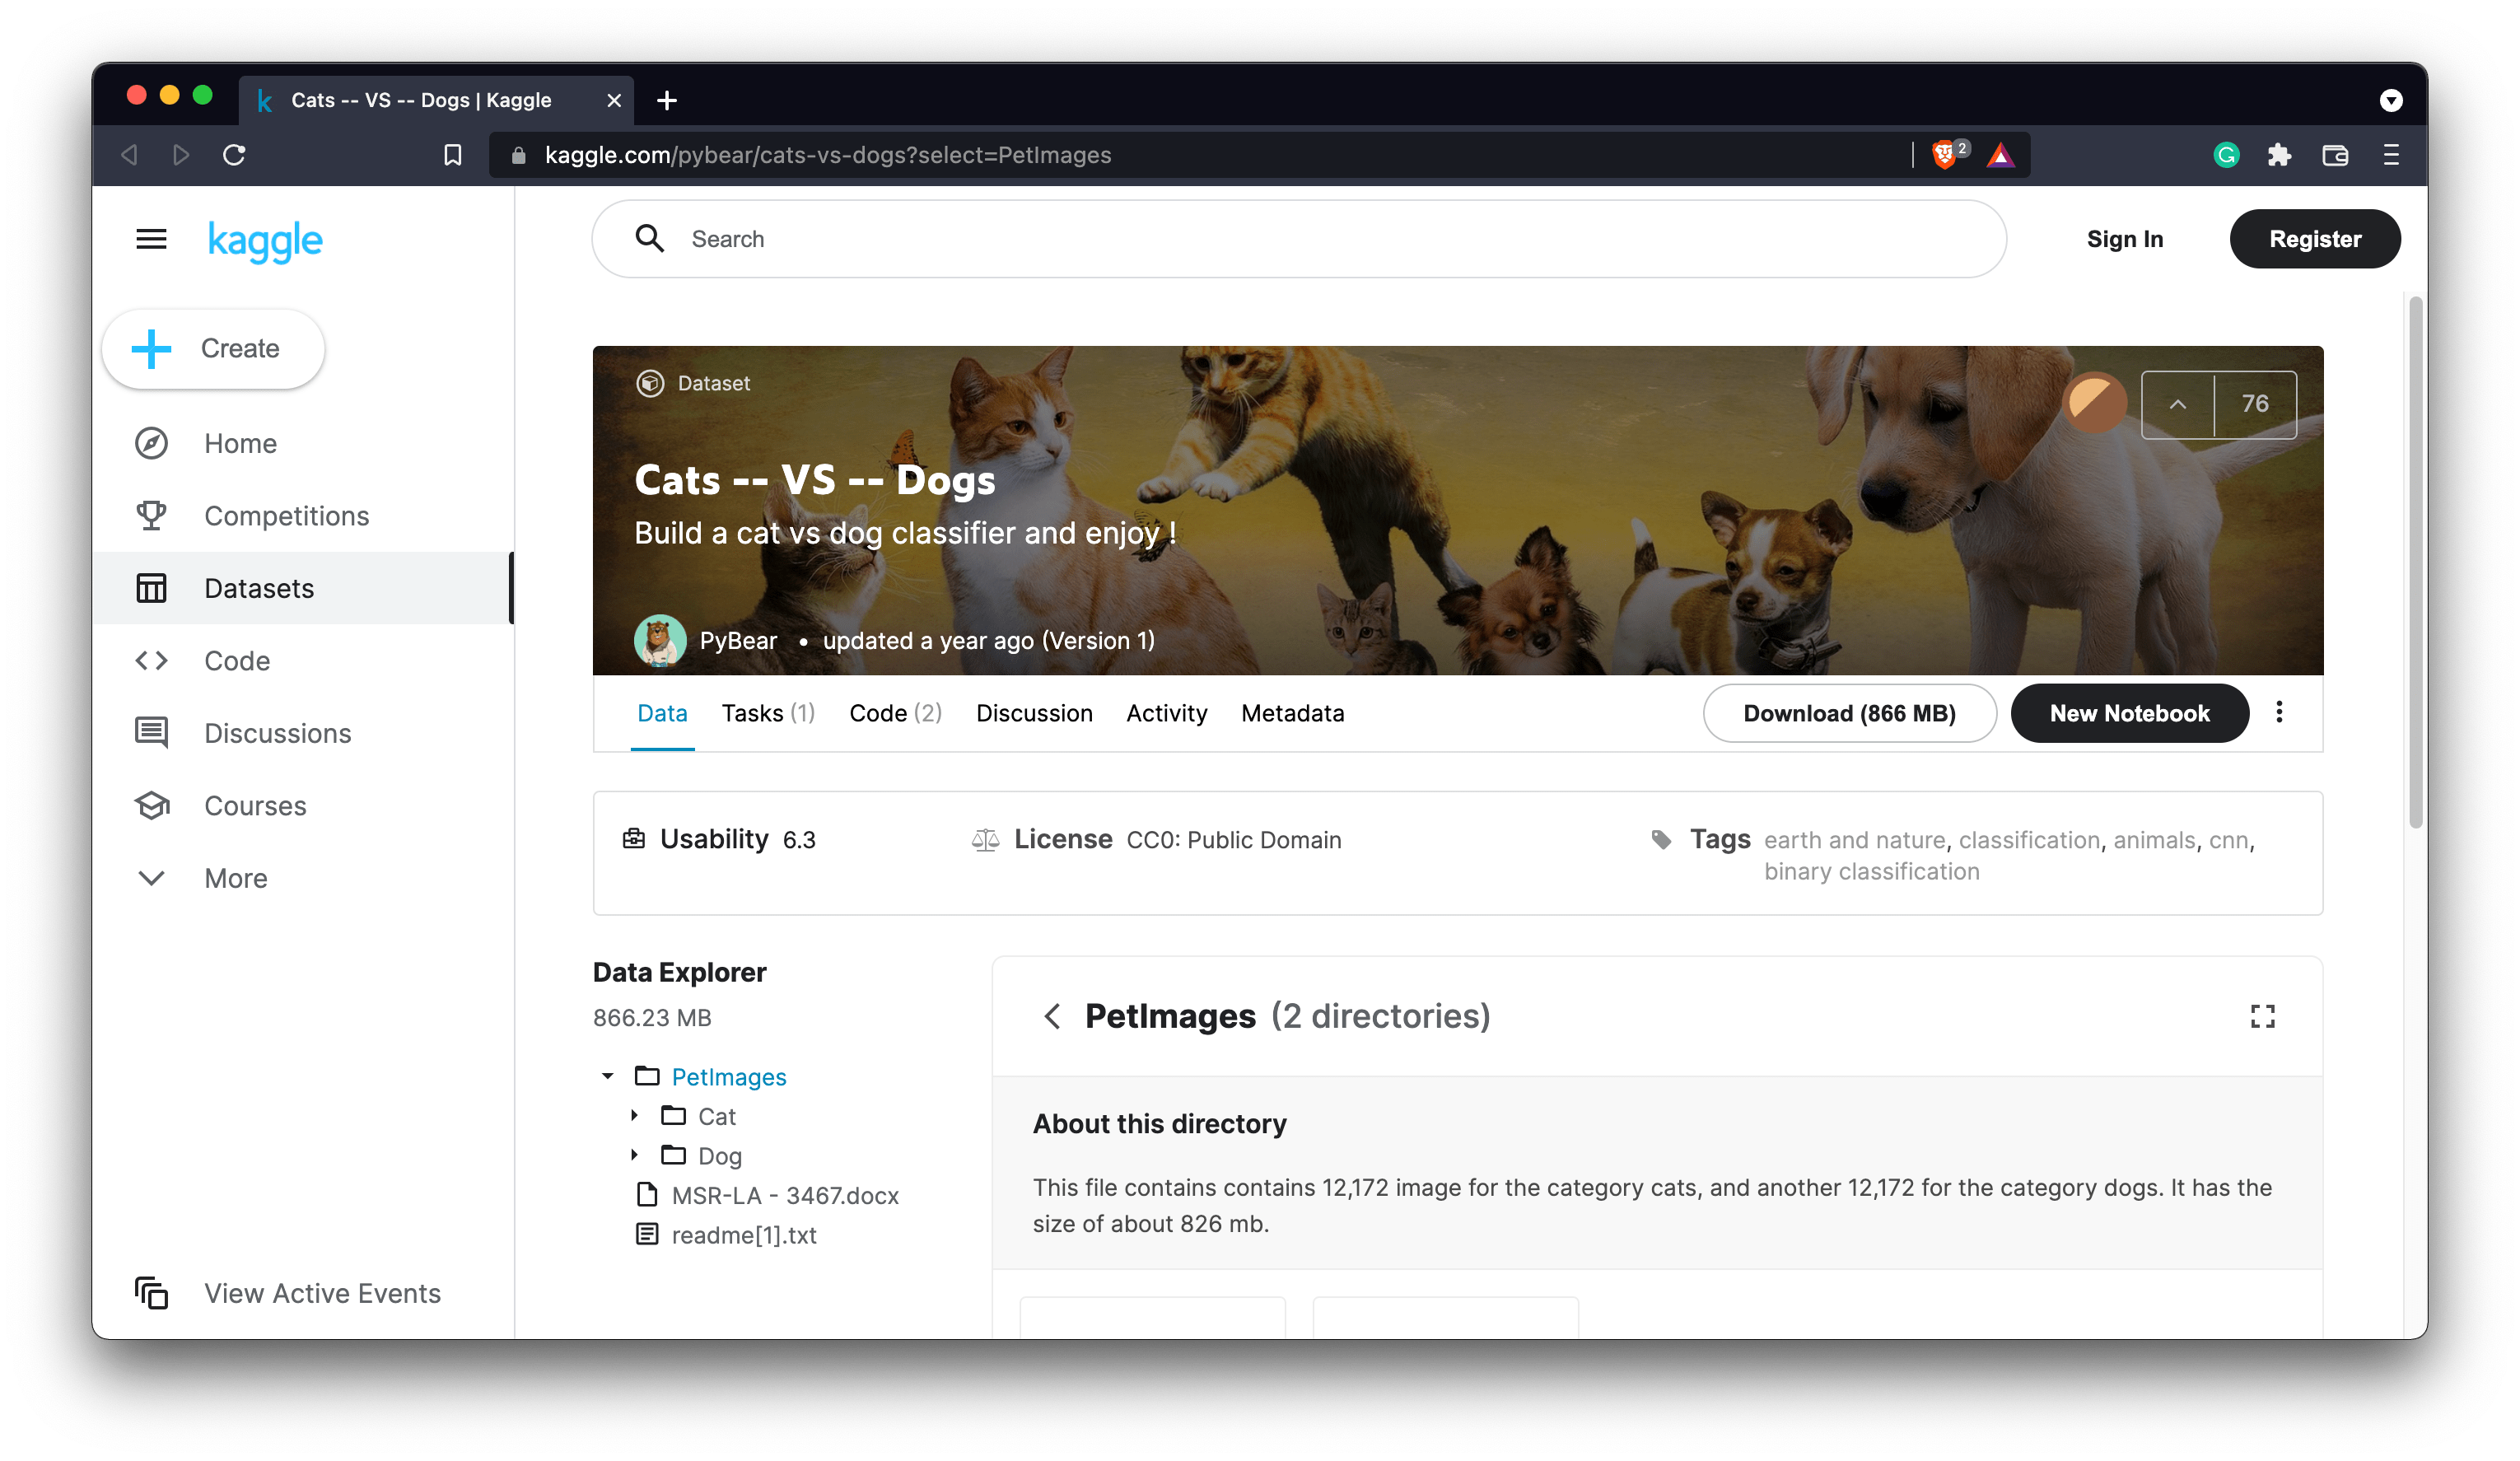 Cats -- VS -- Dogs | Kaggle
kaggle.com/pybear/cats-vs-dogs?select=PetImages
2
kaggle
Search
Sign In
Register
Create
Home
Competitions
Datasets
Code
Discussions
Courses
More
View Active Events
Dataset
76
Cats -- VS -- Dogs
Build a cat vs dog classifier and enjoy !
PyBear • updated a year ago (Version 1)
Data
Tasks (1)
Code (2)
Discussion
Activity
Metadata
Download (866 MB)
New Notebook
Usability 6.3
License CC0: Public Domain
Tags earth and nature, classification, animals, cnn,
binary classification
Data Explorer
866.23 MB
PetImages
Cat
Dog
MSR-LA - 3467.docx
readme[1].txt
PetImages (2 directories)
About this directory
This file contains contains 12,172 image for the category cats, and another 12,172 for the category dogs. It has the
size of about 826 mb.